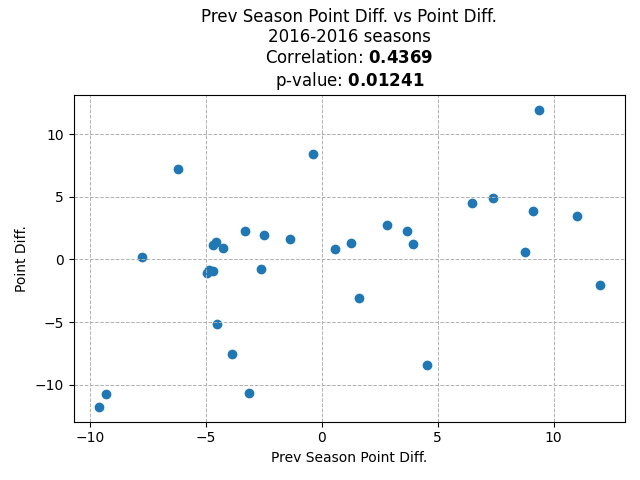 Prev Season Point Diff. vs Point Diff.
2016-2016 seasons
Correlation: 0.4369
p-value: 0.01241
10
5
0
−5
−10
Point Diff.
−10
−5
0
5
10
Prev Season Point Diff.